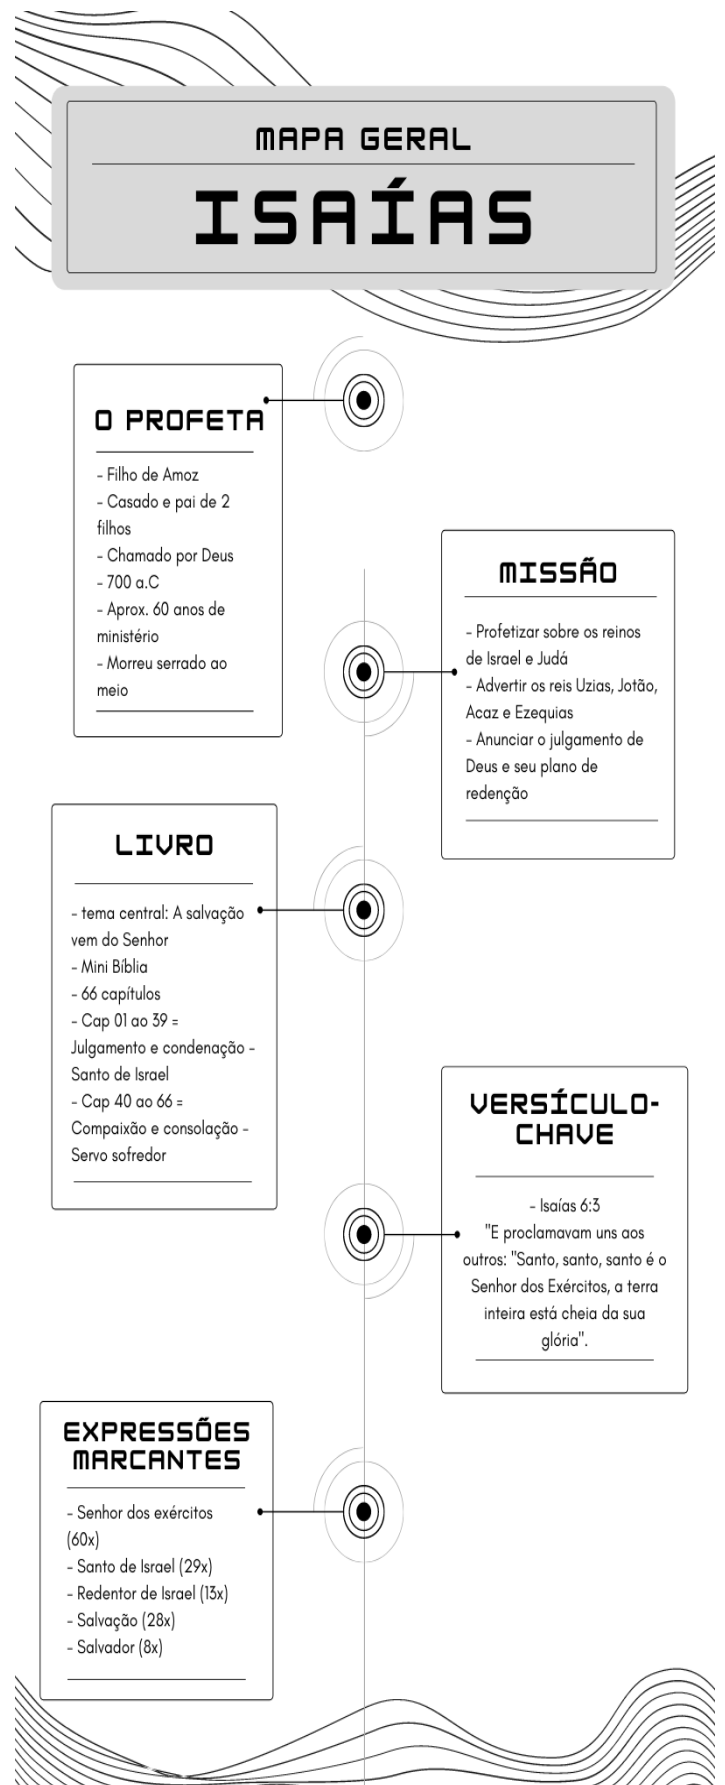 MAPA GERAL
ISAÍAS
O PROFETA
- Filho de Amoz
- Casado e pai de 2
filhos
- Chamado por Deus
- 700 a.C
- Aprox. 60 anos de
ministério
- Morreu serrado ao
meio
MISSÃO
- Profetizar sobre os reinos
de Israel e Judá
- Advertir os reis Uzias, Jotão,
Acaz e Ezequias
- Anunciar o julgamento de
Deus e seu plano de
redenção
LIVRO
- tema central: A salvação
vem do Senhor
- Mini Bíblia
- 66 capítulos
- Cap 01 ao 39 =
Julgamento e condenação -
Santo de Israel
- Cap 40 ao 66 =
Compaixão e consolação -
Servo sofredor
VERSÍCULO-
CHAVE
- Isaías 6:3
"E proclamavam uns aos
outros: "Santo, santo, santo é o
Senhor dos Exércitos, a terra
inteira está cheia da sua
glória".
EXPRESSÕES
MARCANTES
- Senhor dos exércitos
(60x)
- Santo de Israel (29x)
- Redentor de Israel (13x)
- Salvação (28x)
- Salvador (8x)